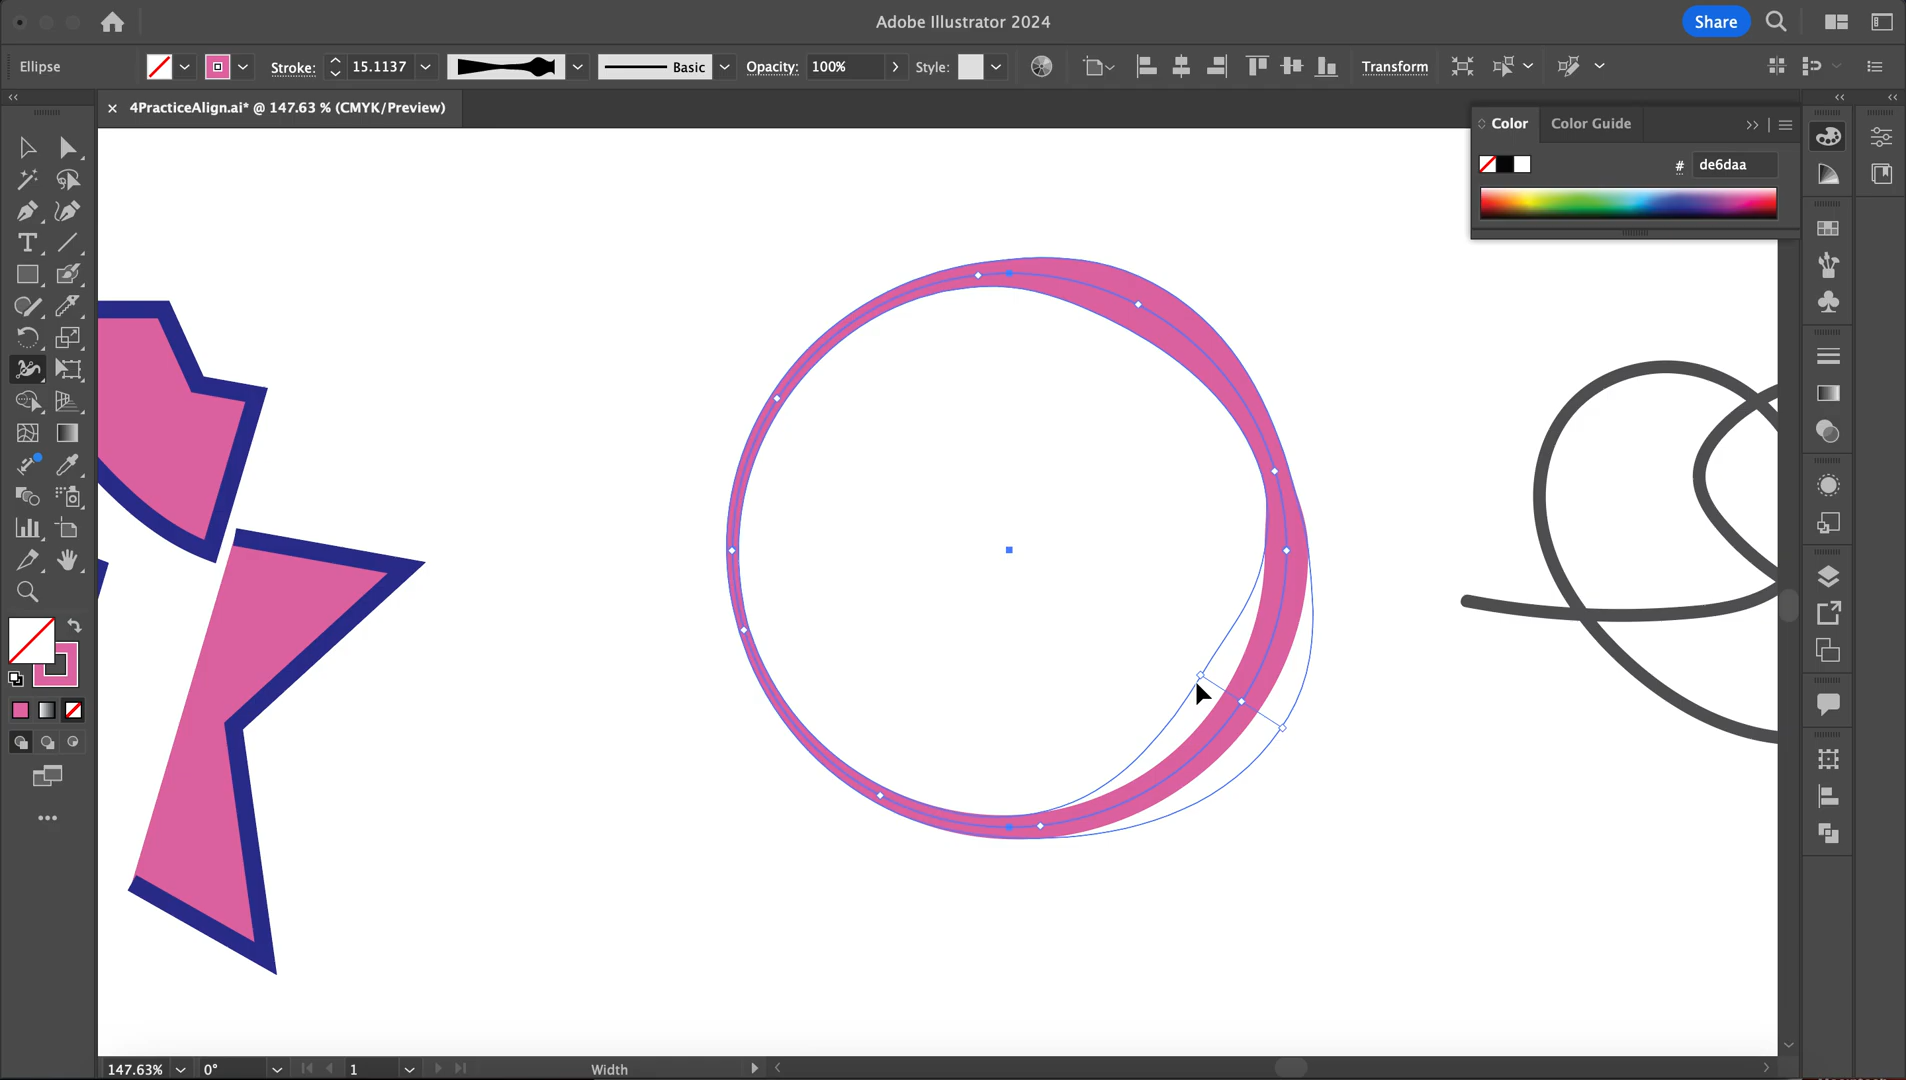 Adobe Illustrator 2024
Share
Ellipse
Stroke:
15.1137
Basic
Opacity:
100%
Style:
Transform
4PracticeAlign.ai* @ 147.63 % (CMYK/Preview)
Color
Color Guide
#
de6daa
147.63%
0°
1
Width